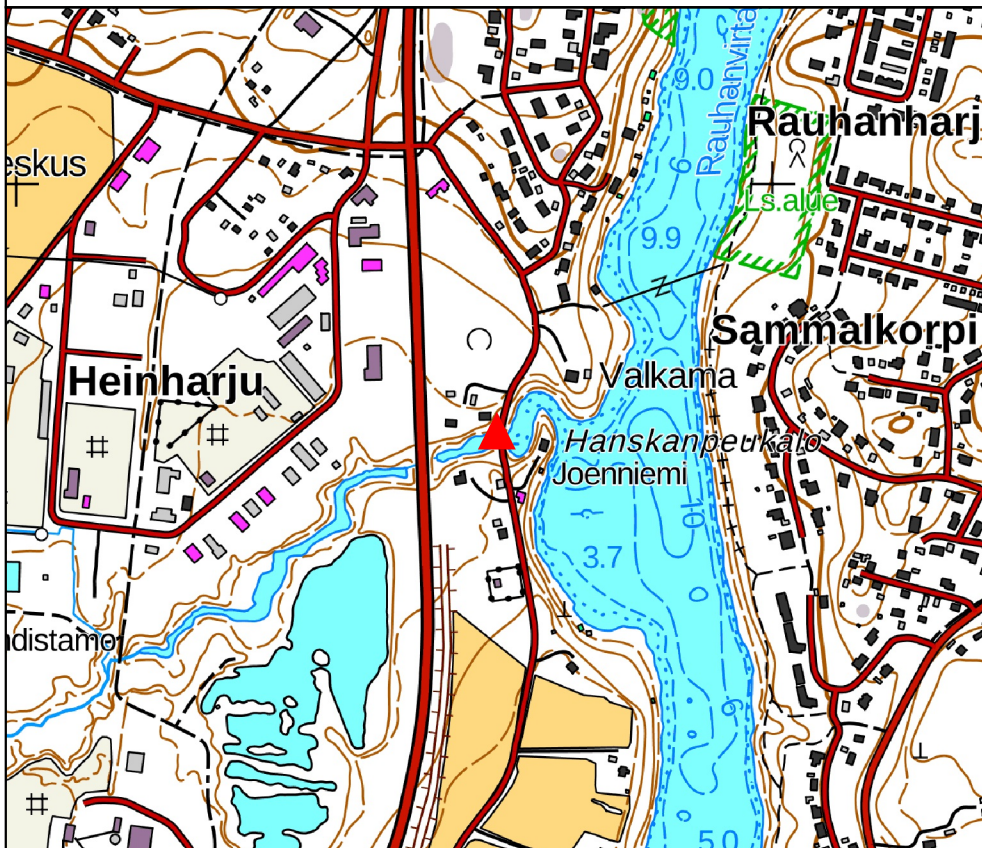 9.0
Rauhanvirta
Rauhanharj
eskus
6
Ls.alue
9.9
Sammalkorpi
Valkama
Heinharju
Hanskanpeukalo
Joenniemi
10
3.7
ndistamo
6
5.0